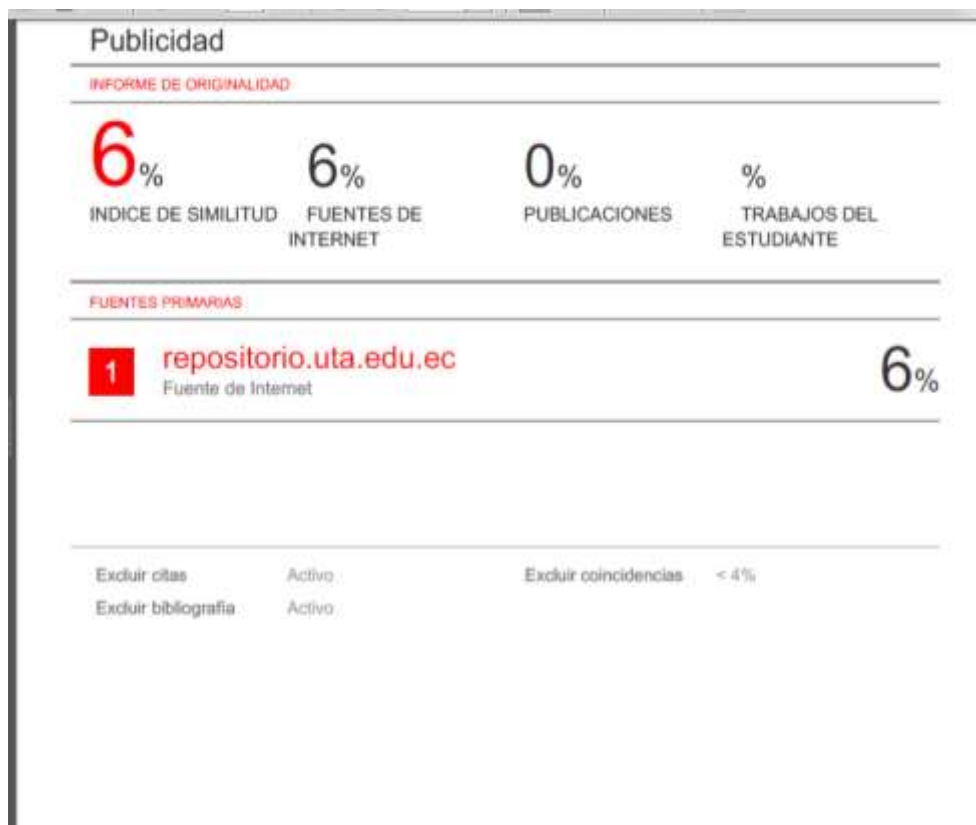 Publicidad
INFORME DE ORIGINALIDAD
6% 6% 0% %
INDICE DE SIMILITUD FUENTES DE INTERNET PUBLICACIONES TRABAJOS DEL ESTUDIANTE
FUENTES PRIMARIAS
1 repositorio.uta.edu.ec 6%
Fuente de Internet
Excluir citas Activo Excluir coincidencias < 4%
Excluir bibliografía Activo